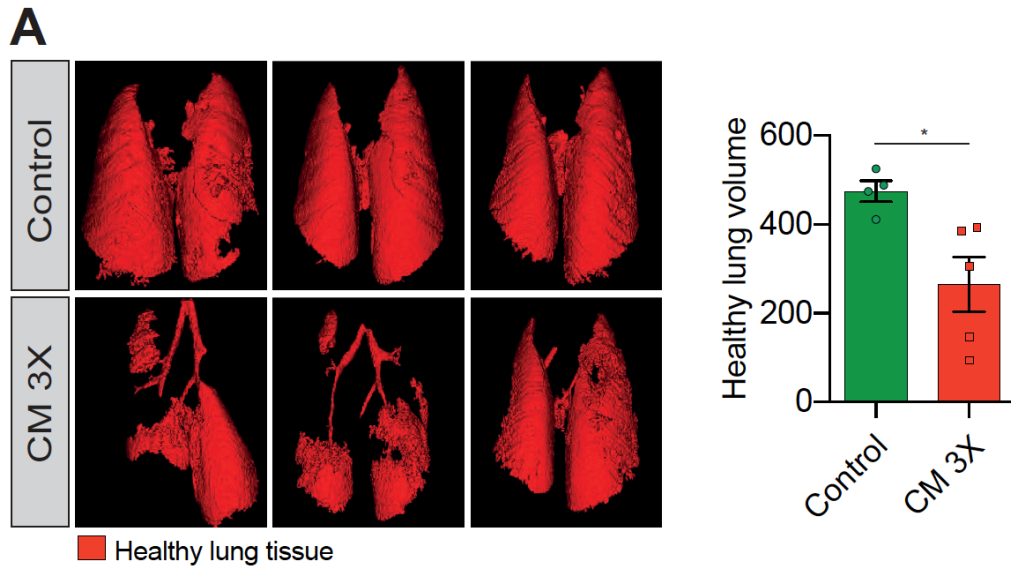 A
Control
CM 3X
Healthy lung tissue
Healthy lung volume
600
400
200
0
*
Control
CM 3X